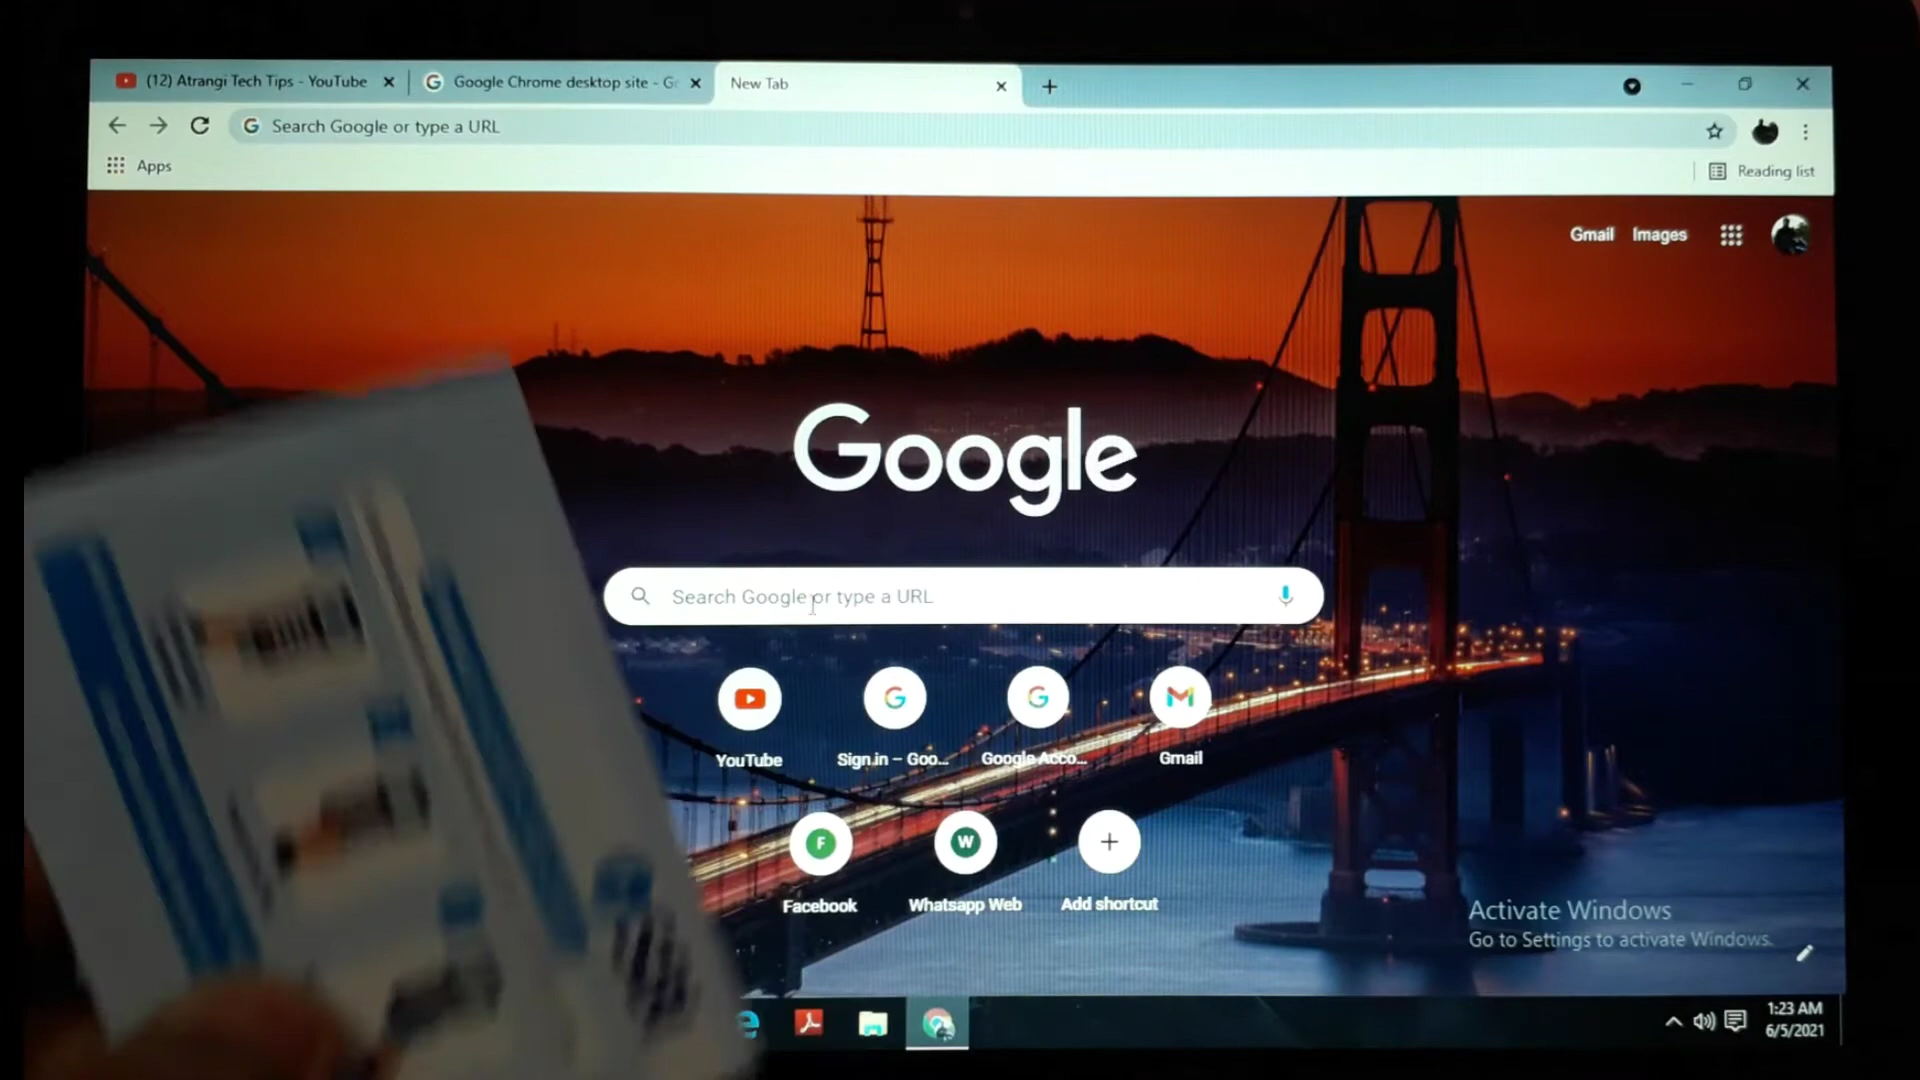 (12) Atrangi Tech Tips - YouTube
Google Chrome desktop site - G
New Tab
Search Google or type a URL
Apps
Reading list
Gmail Images
Google
Search Google or type a URL
YouTube
Sign in – Goo...
Google Acco...
Gmail
F
W
Facebook
Whatsapp Web
Add shortcut
Activate Windows
Go to Settings to activate Windows.
1:23 AM
6/5/2021